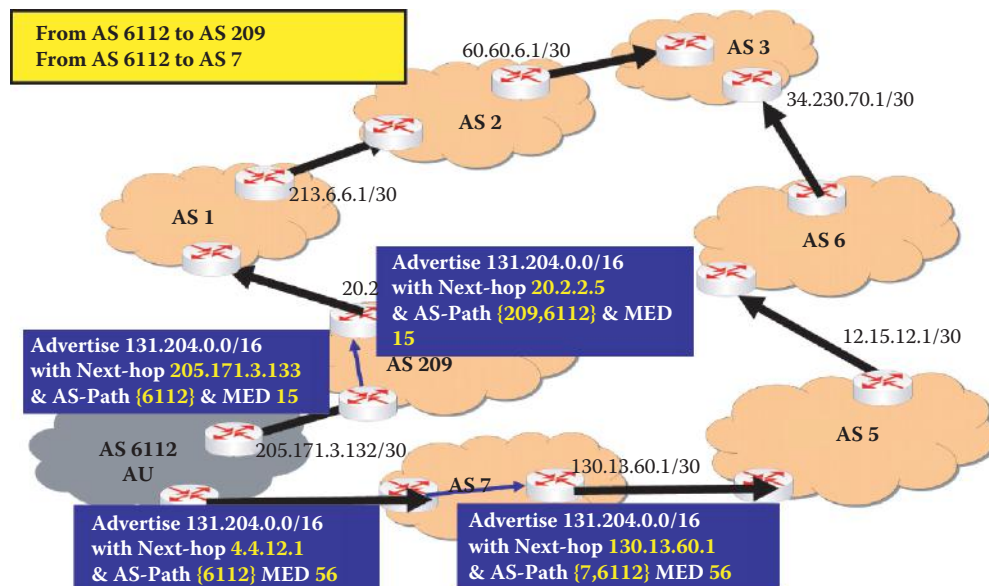 From AS 6112 to AS 209
From AS 6112 to AS 7
60.60.6.1/30
AS 3
34.230.70.1/30
AS 2
213.6.6.1/30
AS 1
AS 6
Advertise 131.204.0.0/16
with Next-hop 20.2.2.5
& AS-Path {209,6112} & MED
15
20.2
12.15.12.1/30
Advertise 131.204.0.0/16
with Next-hop 205.171.3.133
& AS-Path {6112} & MED 15
AS 209
AS 5
AS 6112
AU
205.171.3.132/30
AS 7
130.13.60.1/30
Advertise 131.204.0.0/16
with Next-hop 4.4.12.1
& AS-Path {6112} MED 56
Advertise 131.204.0.0/16
with Next-hop 130.13.60.1
& AS-Path {7,6112} MED 56